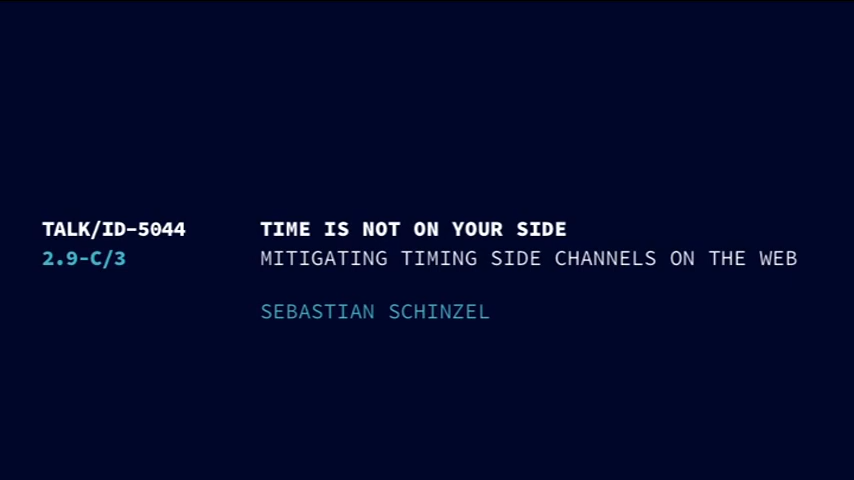 TALK/ID-5044
2.9-C/3
TIME IS NOT ON YOUR SIDE
MITIGATING TIMING SIDE CHANNELS ON THE WEB
SEBASTIAN SCHINZEL